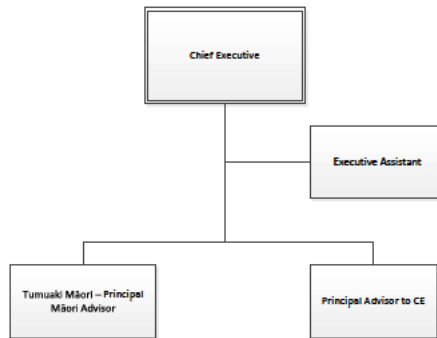 Chief Executive
Executive Assistant
Tumuaki Māori – Principal
Māori Advisor
Principal Advisor to CE